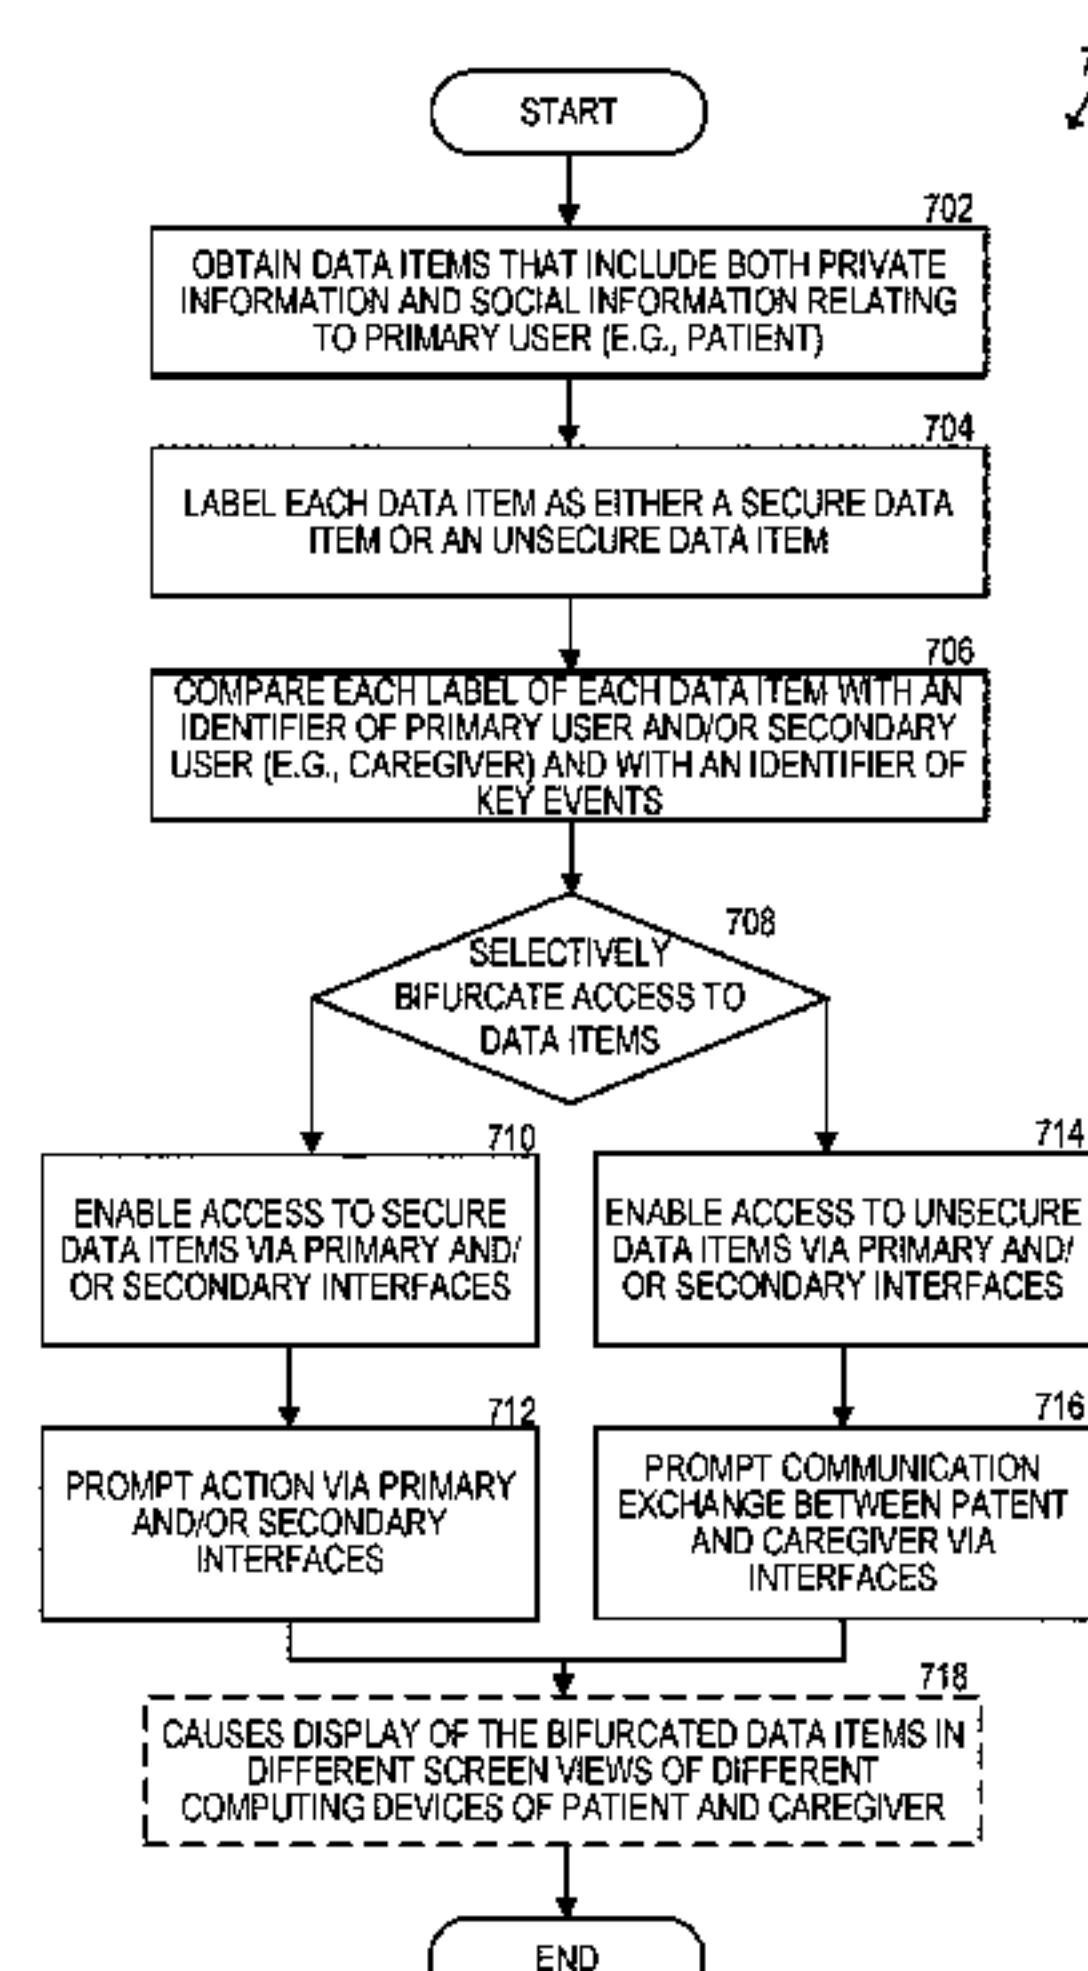 7
START
702
OBTAIN DATA ITEMS THAT INCLUDE BOTH PRIVATE
INFORMATION AND SOCIAL INFORMATION RELATING
TO PRIMARY USER (E.G., PATIENT)
704
LABEL EACH DATA ITEM AS EITHER A SECURE DATA
ITEM OR AN UNSECURE DATA ITEM
706
COMPARE EACH LABEL OF EACH DATA ITEM WITH AN
IDENTIFIER OF PRIMARY USER AND/OR SECONDARY
USER (E.G., CAREGIVER) AND WITH AN IDENTIFIER OF
KEY EVENTS
708
SELECTIVELY
BIFURCATE ACCESS TO
DATA ITEMS
710
ENABLE ACCESS TO SECURE
DATA ITEMS VIA PRIMARY AND/
OR SECONDARY INTERFACES
714
ENABLE ACCESS TO UNSECURE
DATA ITEMS VIA PRIMARY AND/
OR SECONDARY INTERFACES
712
PROMPT ACTION VIA PRIMARY
AND/OR SECONDARY
INTERFACES
716
PROMPT COMMUNICATION
EXCHANGE BETWEEN PATENT
AND CAREGIVER VIA
INTERFACES
718
CAUSES DISPLAY OF THE BIFURCATED DATA ITEMS IN
DIFFERENT SCREEN VIEWS OF DIFFERENT
COMPUTING DEVICES OF PATIENT AND CAREGIVER
END